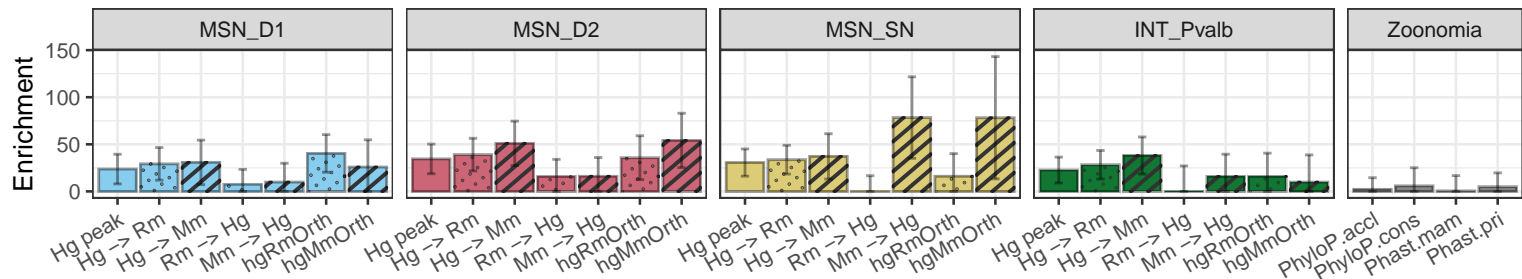 MSN_D1 MSN_D2 MSN_SN INT_Pvalb Zoonomia
Enrichment
150
100
50
0
Hg peak Hg −> Rm Hg −> Mm Rm −> Hg Mm −> Hg hgRmOrth hgMmOrth Hg peak Hg −> Rm Hg −> Mm Rm −> Hg Mm −> Hg hgRmOrth hgMmOrth Hg peak Hg −> Rm Hg −> Mm Rm −> Hg Mm −> Hg hgRmOrth hgMmOrth Hg peak Hg −> Rm Hg −> Mm Rm −> Hg Mm −> Hg hgRmOrth hgMmOrth PhyloP.accl PhyloP.cons Phast.mam Phast.pri